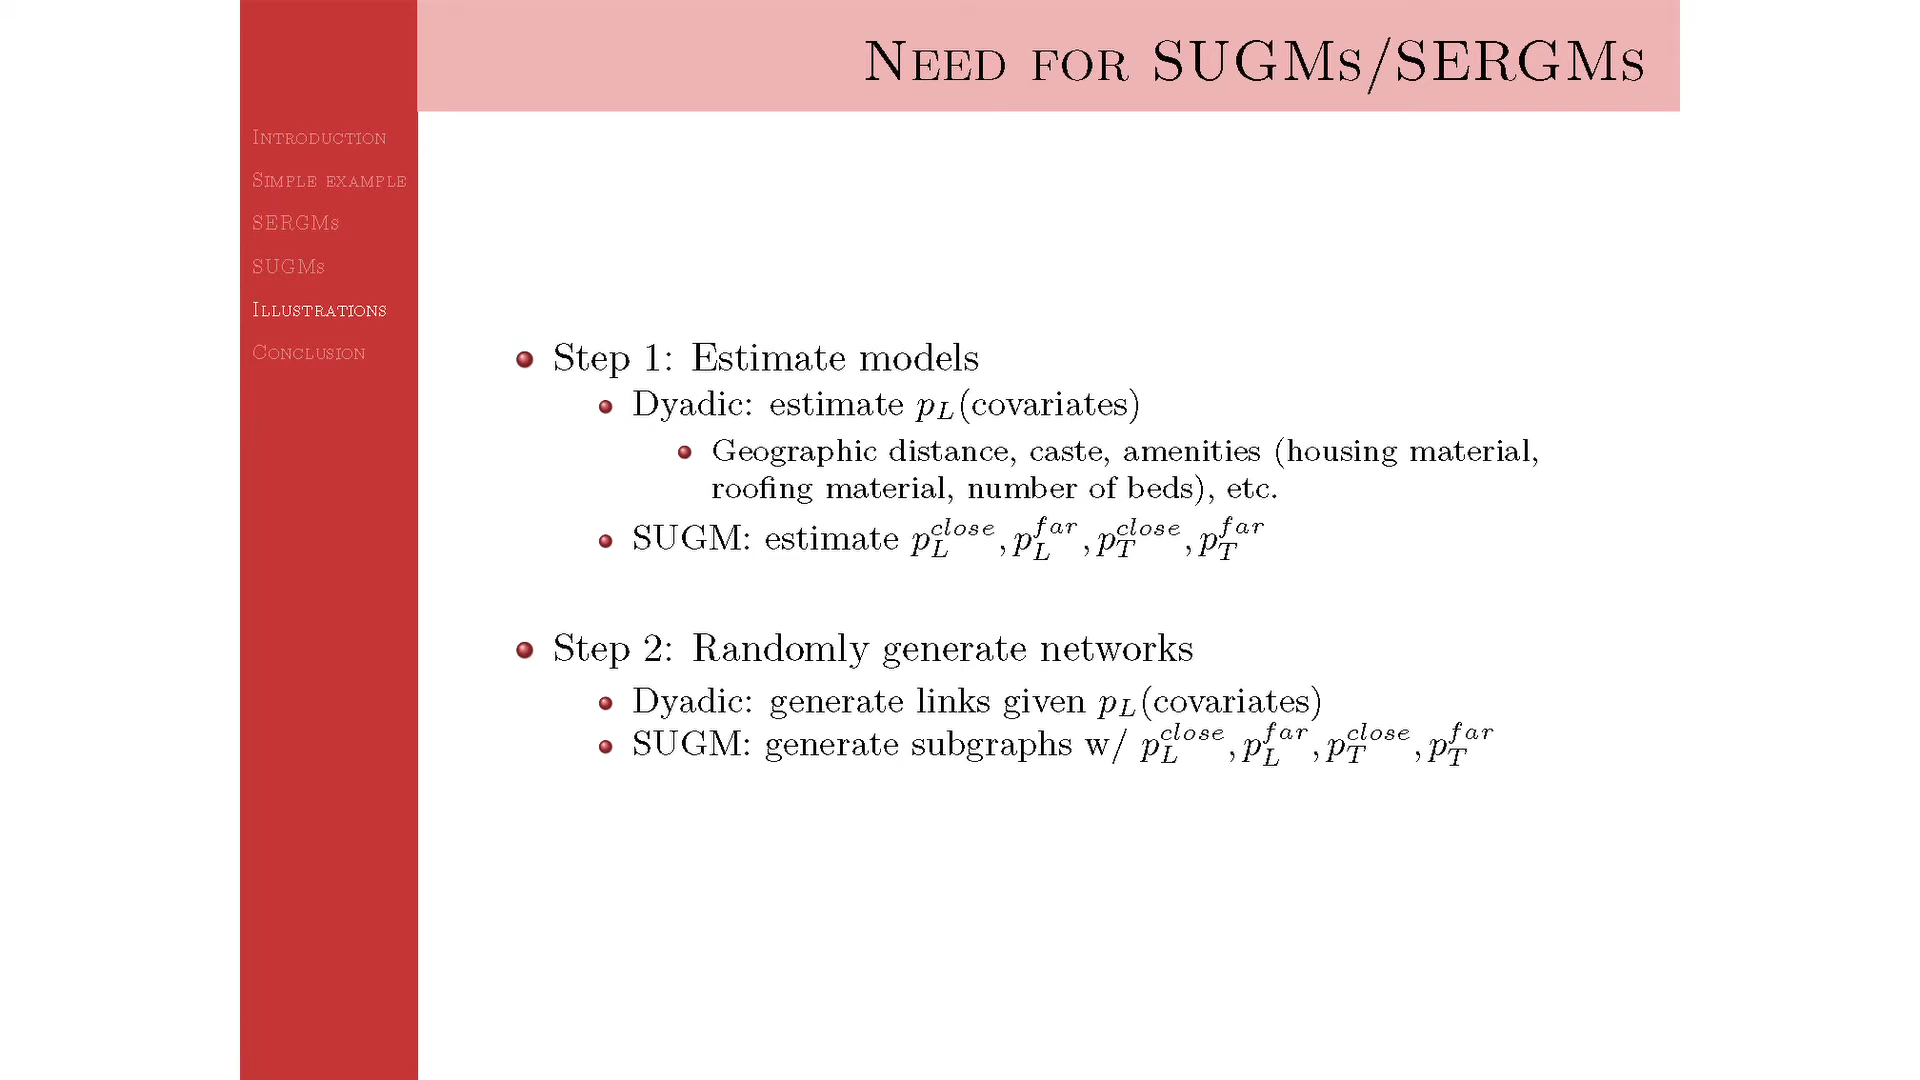 NEED FOR SUGMS/SERGMS
INTRODUCTION
SIMPLE EXAMPLE
SERGMS
SUGMS
ILLUSTRATIONS
CONCLUSION
Step 1: Estimate models
Dyadic: estimate $p_L$(covariates)
Geographic distance, caste, amenities (housing material,
roofing material, number of beds), etc.
SUGM: estimate $p_L^{close}, p_L^{far}, p_T^{close}, p_T^{far}$
Step 2: Randomly generate networks
Dyadic: generate links given $p_L$(covariates)
SUGM: generate subgraphs w/ $p_L^{close}, p_L^{far}, p_T^{close}, p_T^{far}$